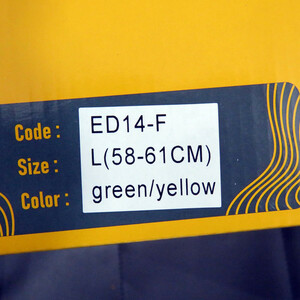 Code : ED14-F
Size : L(58-61CM)
Color : green/yellow